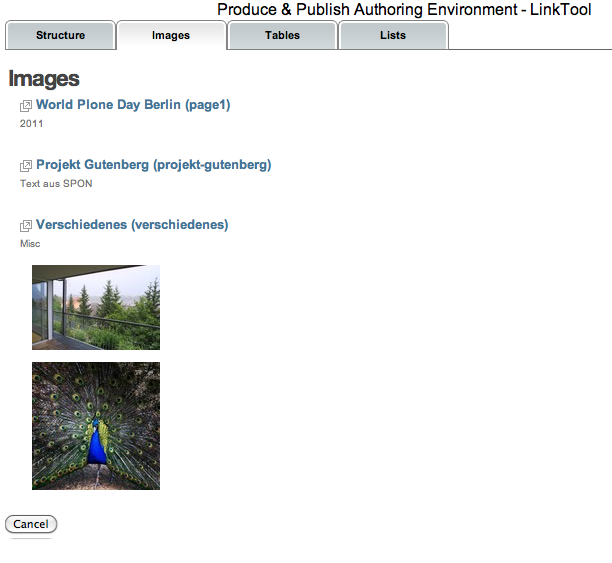 Produce & Publish Authoring Environment - LinkTool
Structure
Images
Tables
Lists
Images
World Plone Day Berlin (page1)
2011
Projekt Gutenberg (projekt-gutenberg)
Text aus SPON
Verschiedenes (verschiedenes)
Misc
Cancel